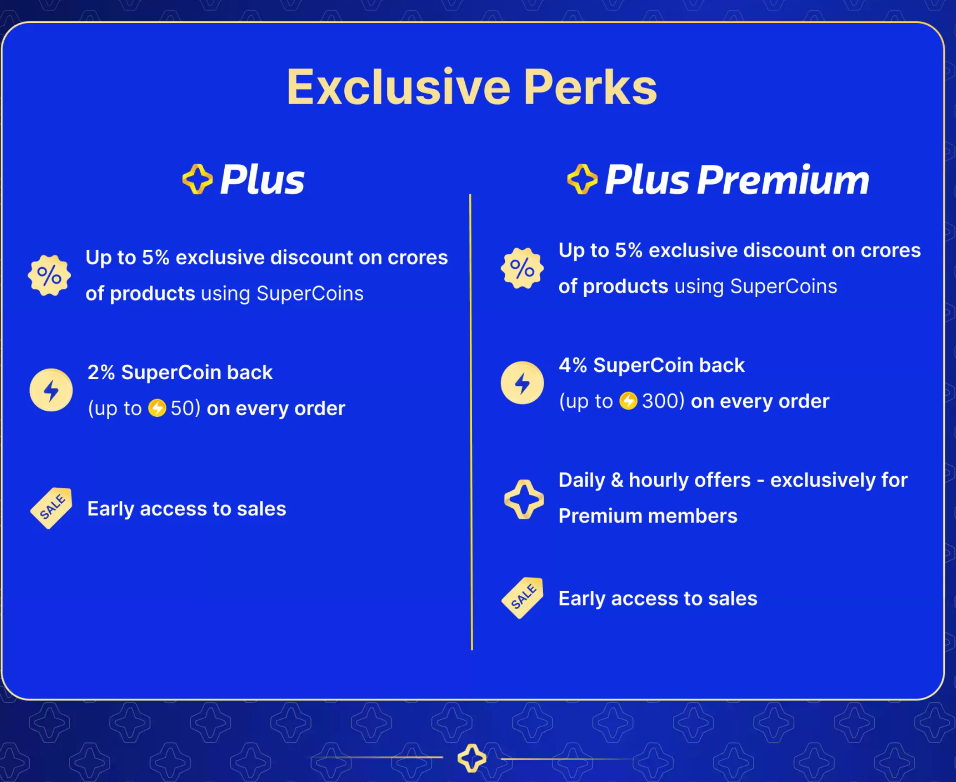 Exclusive Perks
Plus
Up to 5% exclusive discount on crores
of products using SuperCoins
2% SuperCoin back
(up to 50) on every order
SALE
Early access to sales
Plus Premium
Up to 5% exclusive discount on crores
of products using SuperCoins
4% SuperCoin back
(up to 300) on every order
Daily & hourly offers - exclusively for
Premium members
SALE
Early access to sales